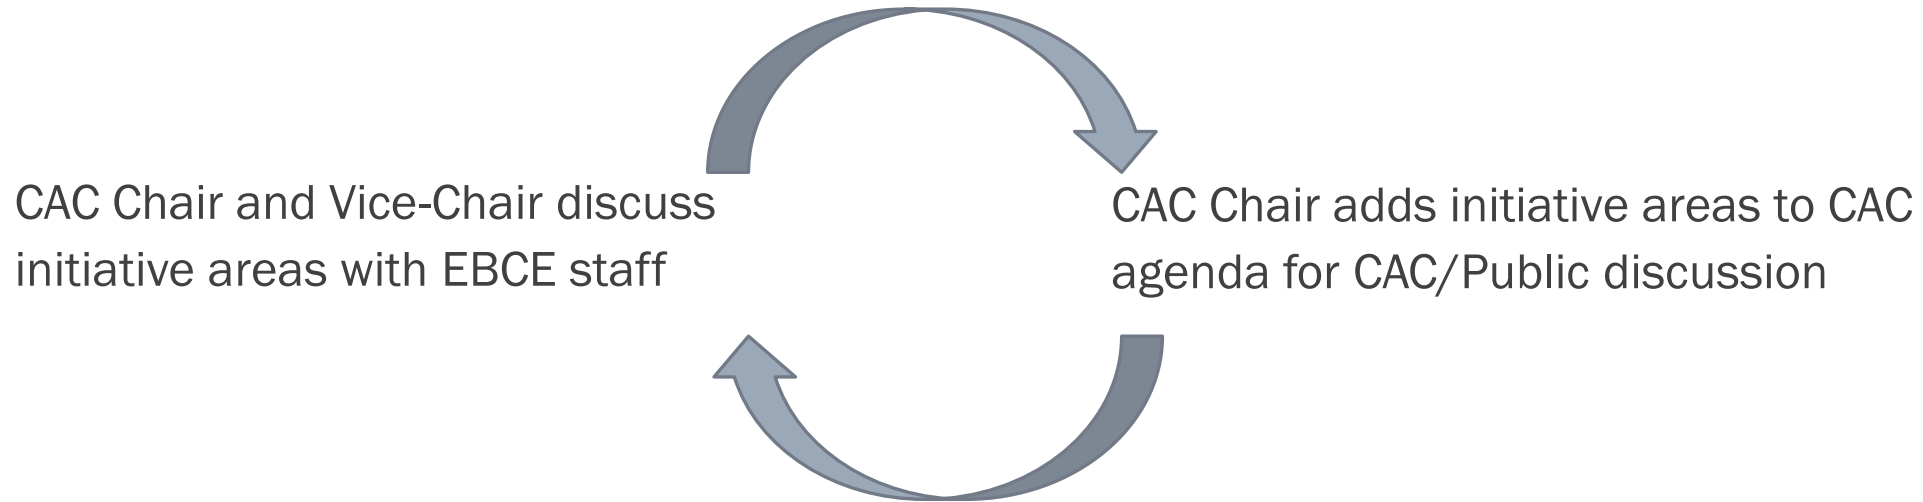 CAC Chair and Vice-Chair discuss
initiative areas with EBCE staff
CAC Chair adds initiative areas to CAC
agenda for CAC/Public discussion